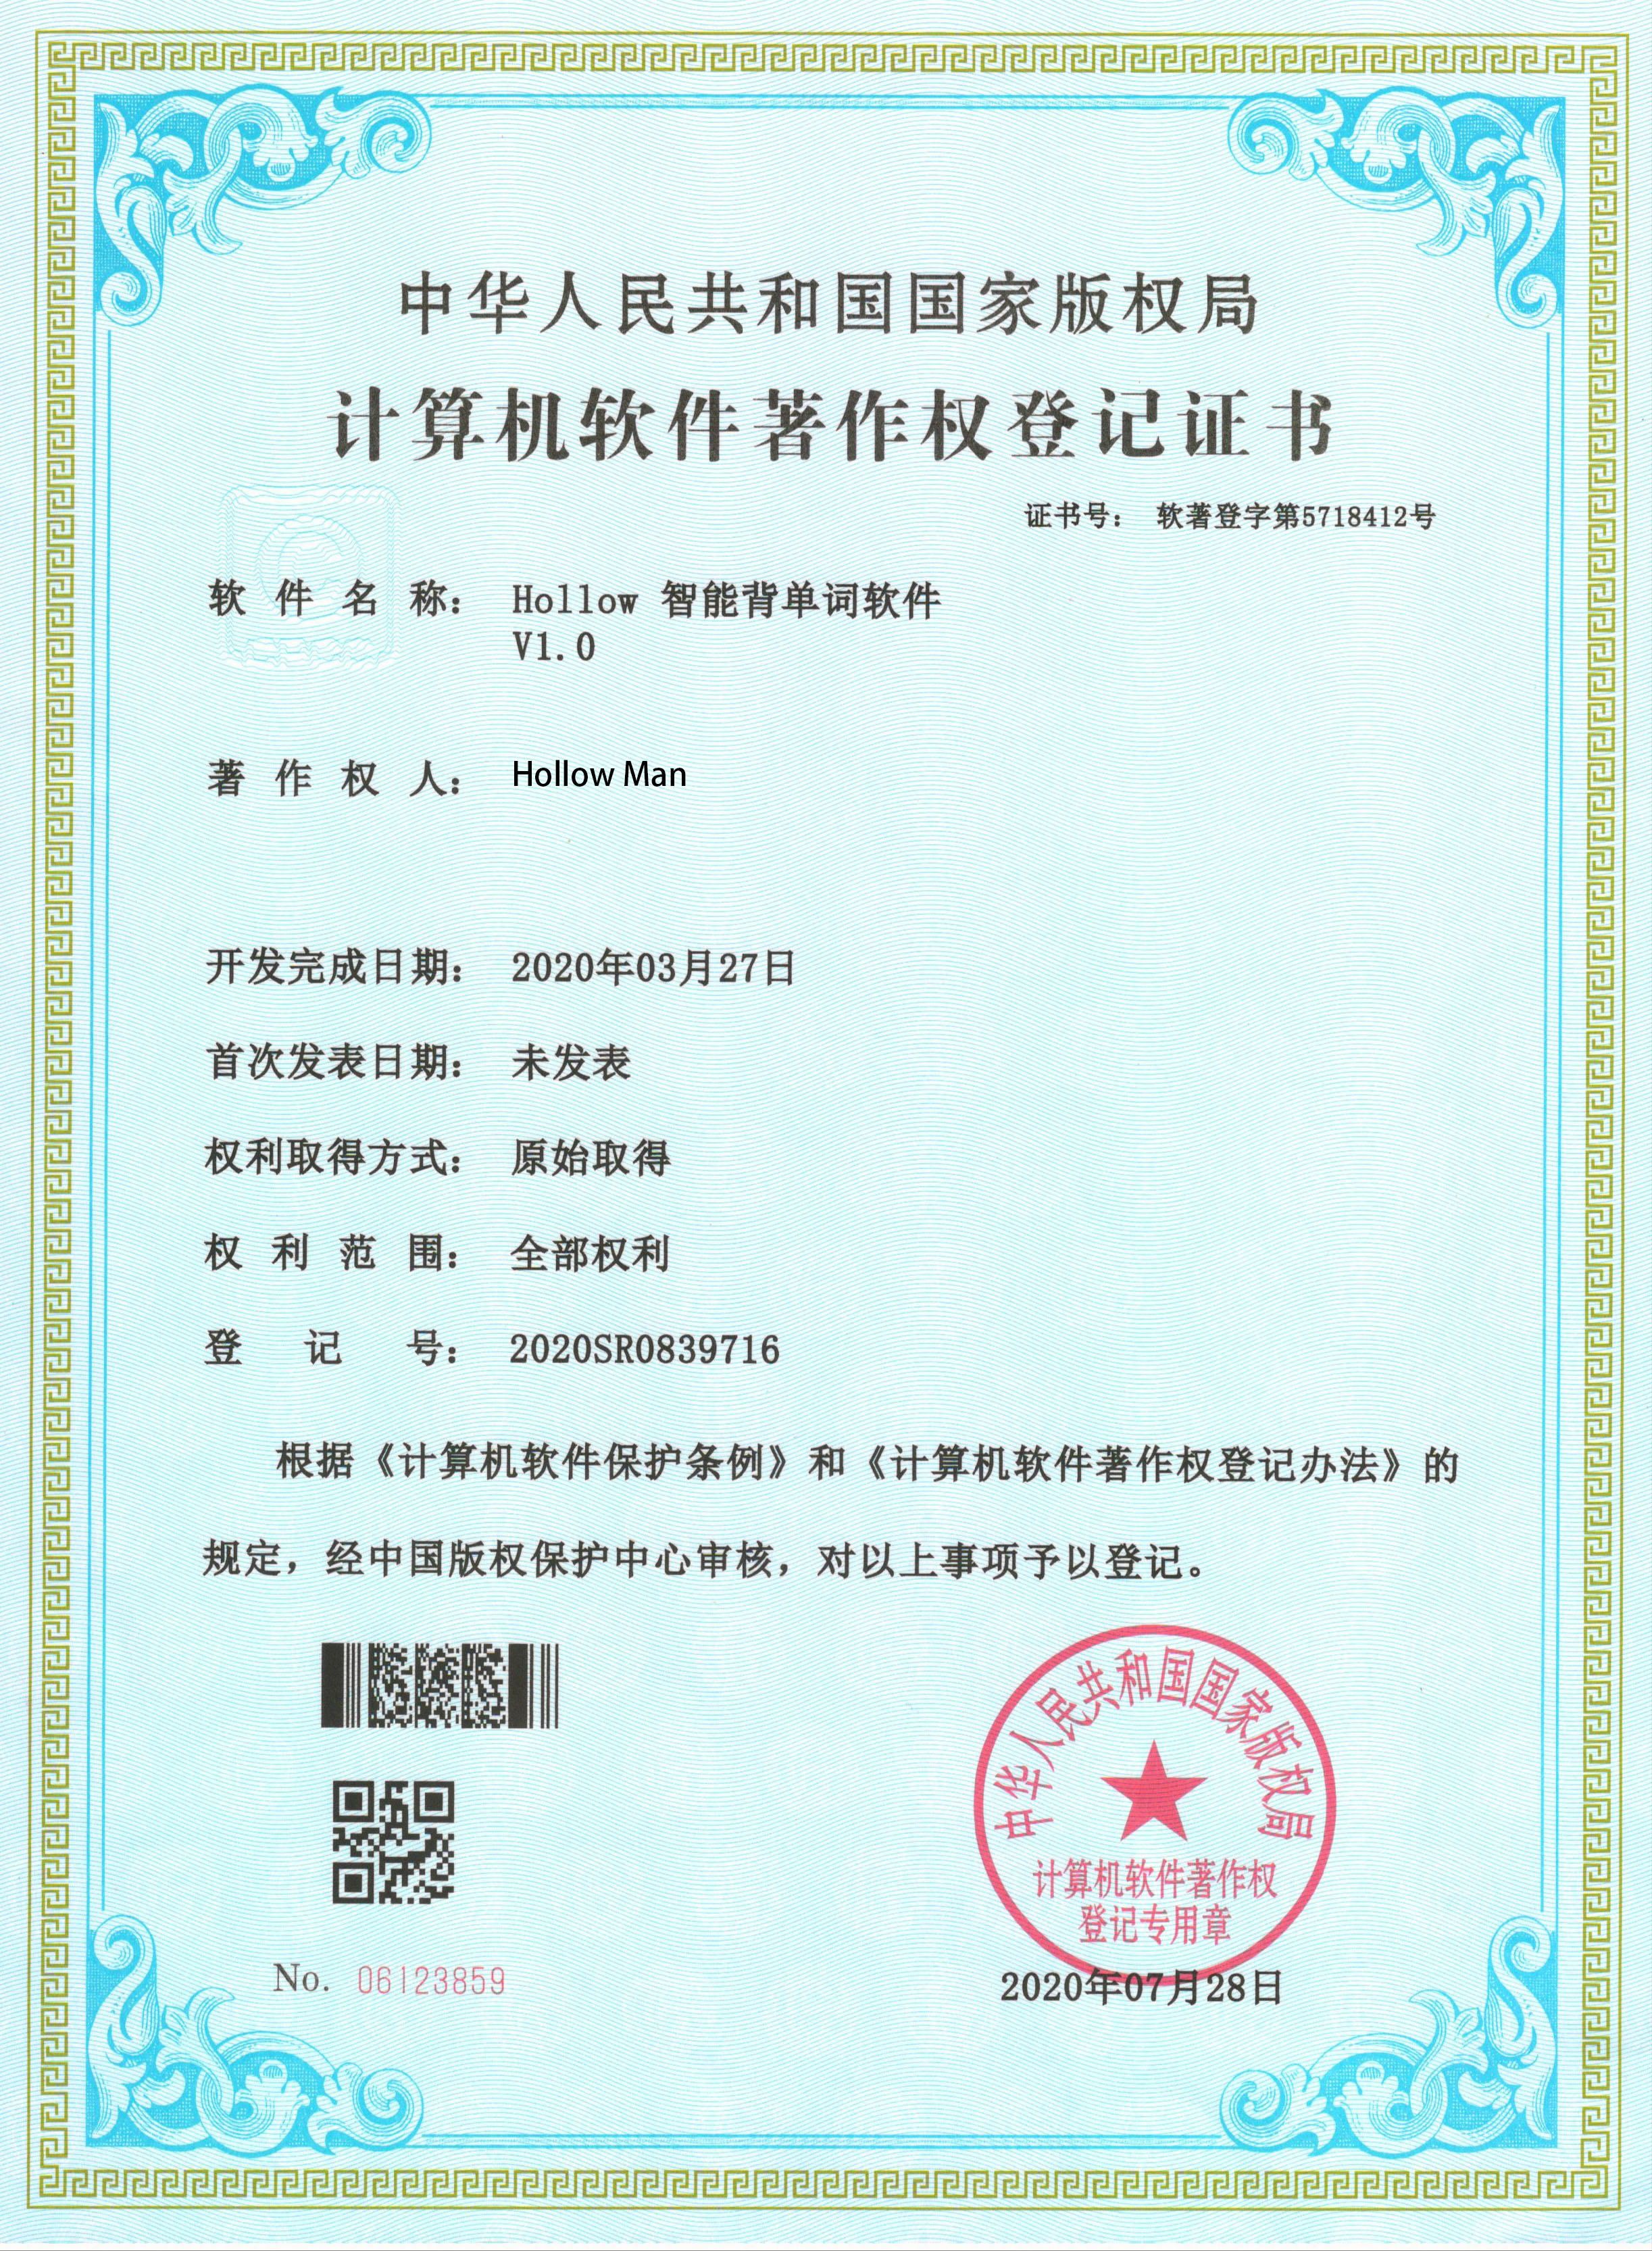 中华人民共和国国家版权局
计算机软件著作权登记证书
证书号： 软著登字第5718412号
软件名称： Hollow 智能背单词软件
V1.0
著作权人： Hollow Man
开发完成日期： 2020年03月27日
首次发表日期： 未发表
权利取得方式： 原始取得
权利范围： 全部权利
登记号： 2020SR0839716
根据《计算机软件保护条例》和《计算机软件著作权登记办法》的
规定，经中国版权保护中心审核，对以上事项予以登记。
中华人民共和国国家版权局
计算机软件著作权
登记专用章
No. 06123859
2020年07月28日